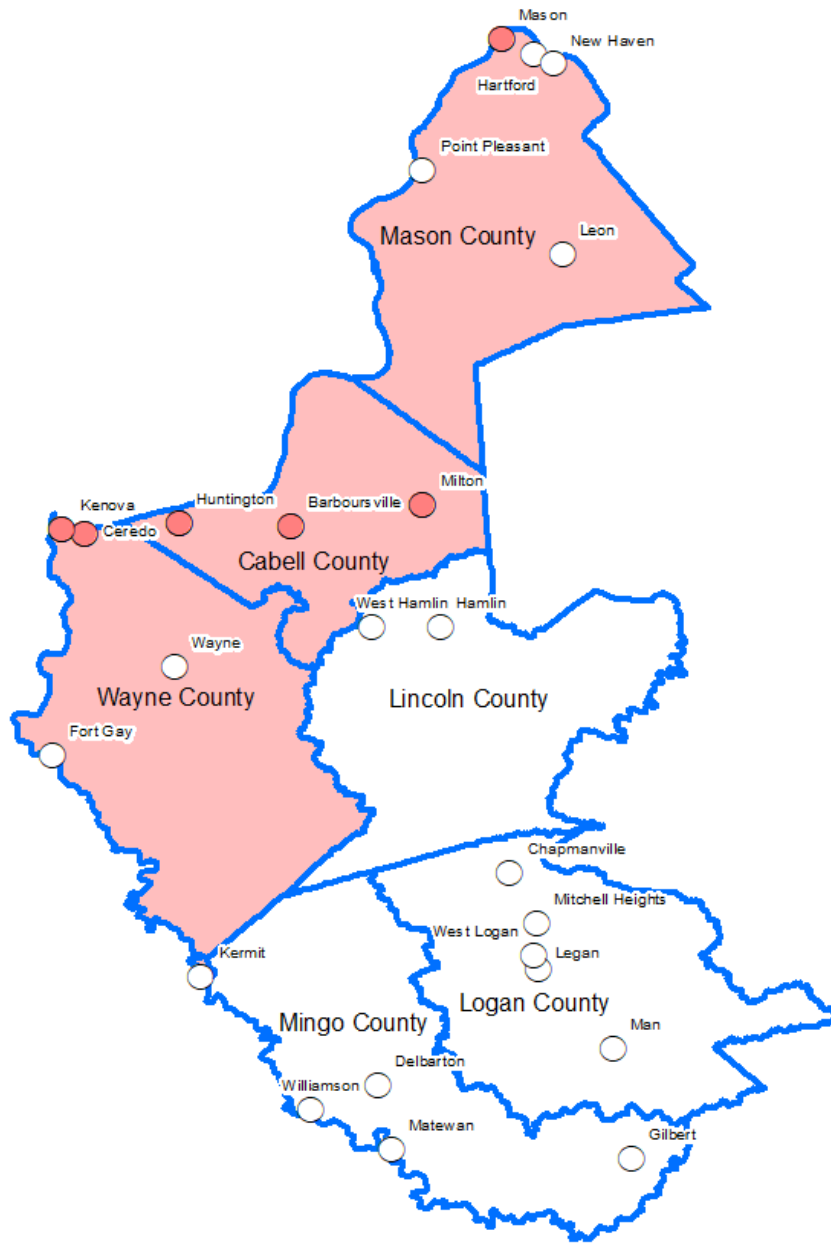 Mason
New Haven
Hartford
Point Pleasant
Mason County
Leon
Milton
Huntington
Barboursville
Kenova
Ceredo
Cabell County
West Hamlin
Hamlin
Wayne
Wayne County
Lincoln County
Fort Gay
Chapmanville
Mitchell Heights
West Logan
Legan
Kermit
Logan County
Mingo County
Man
Delbarton
Williamson
Matewan
Gilbert